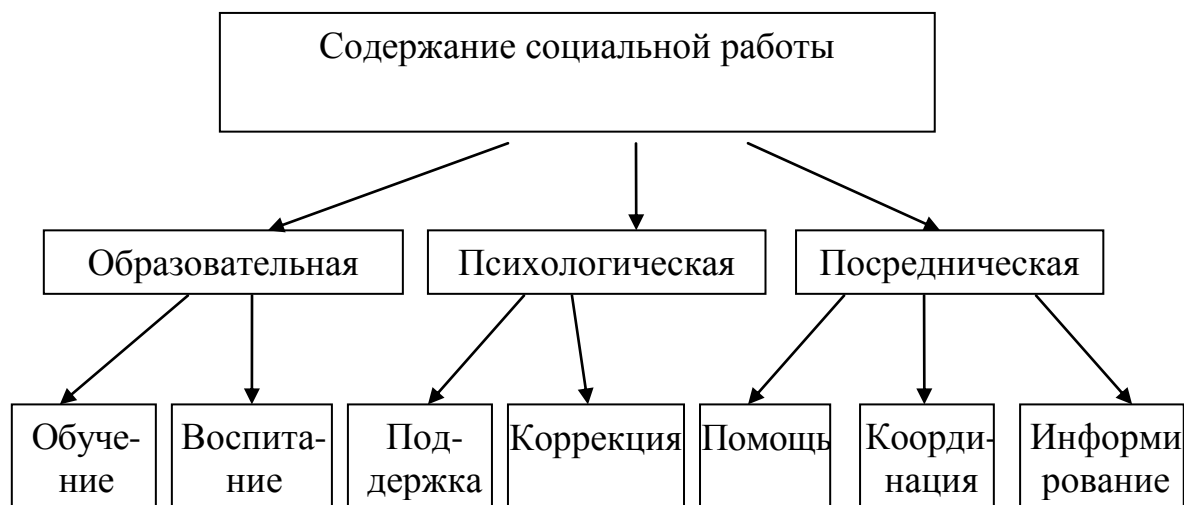 Содержание социальной работы
Образовательная
Психологическая
Посредническая
Обуче-
ние
Воспита-
ние
Под-
держка
Коррекция
Помощь
Коорди-
нация
Информи
рование